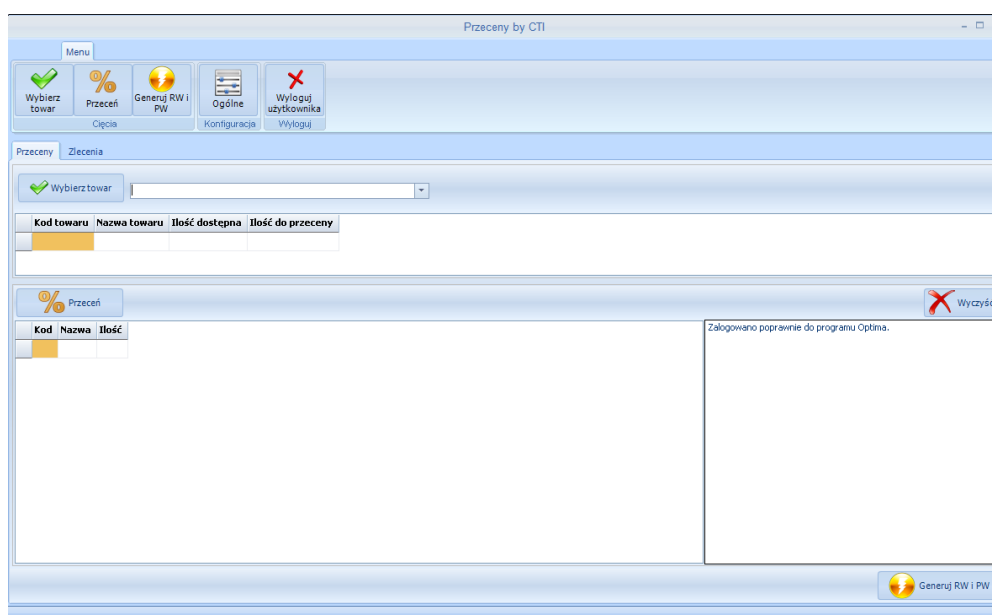 Przeceny by CTI
Menu
Wybierz towar
Przeceń
Generuj RW i PW
Ogólne
Wyloguj użytkownika
Cięcia
Konfiguracja
Wyloguj
Przeceny Zlecenia
Wybierz towar
Kod towaru Nazwa towaru Ilość dostępna Ilość do przeceny
Przeceń
Wyczyść
Kod Nazwa Ilość
Zalogowano poprawnie do programu Optima.
Generuj RW i PW